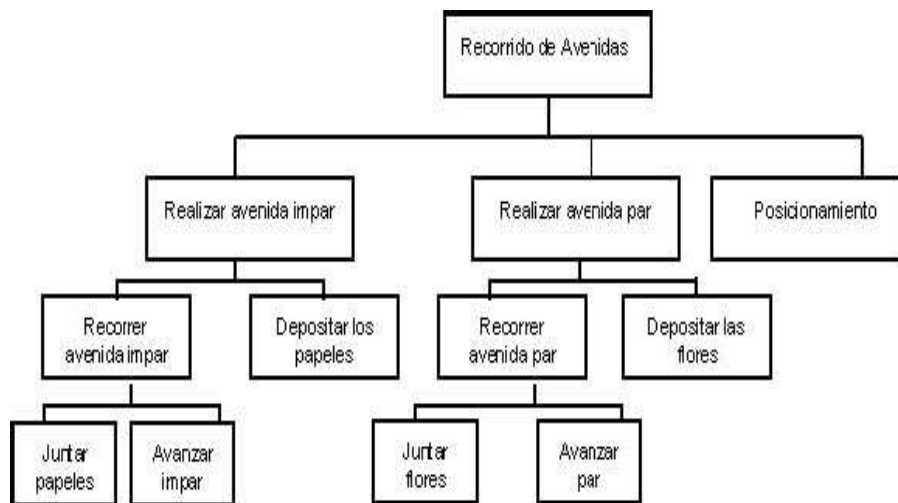 Recorrido de Avenidas
Realizar avenida impar
Realizar avenida par
Posicionamiento
Recorrer
avenida impar
Depositar los
papeles
Recorrer
avenida par
Depositar las
flores
Juntar
papeles
Avanzar
impar
Juntar
flores
Avanzar
par